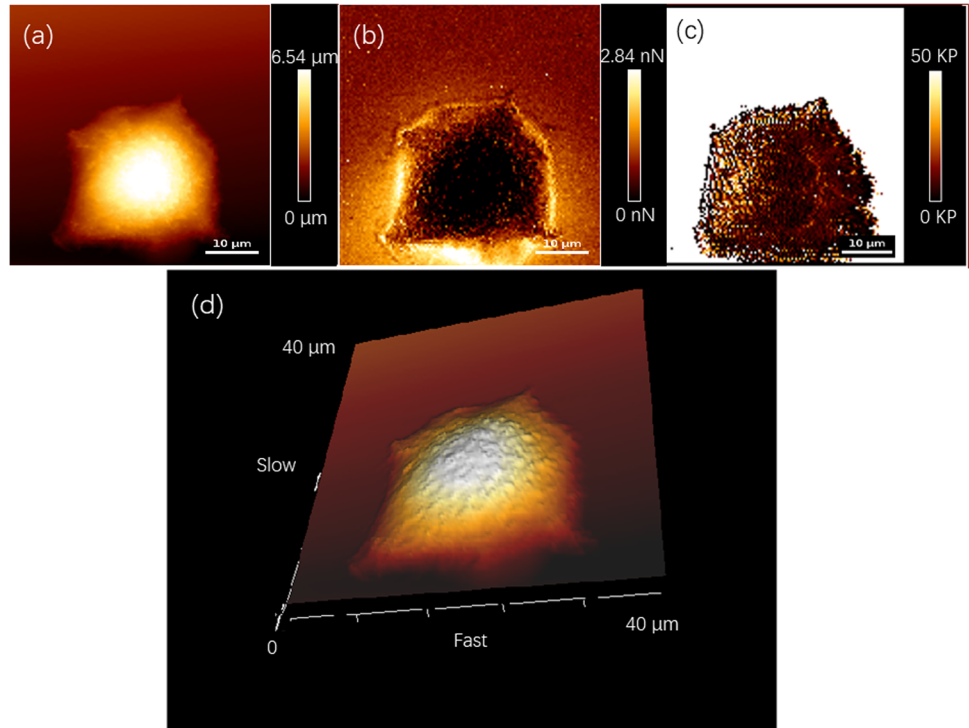 (a)
6.54 µm
0 µm
10 µm
(b)
2.84 nN
0 nN
10 µm
(c)
50 KP
0 KP
10 µm
(d)
40 µm
Slow
0
Fast
40 µm